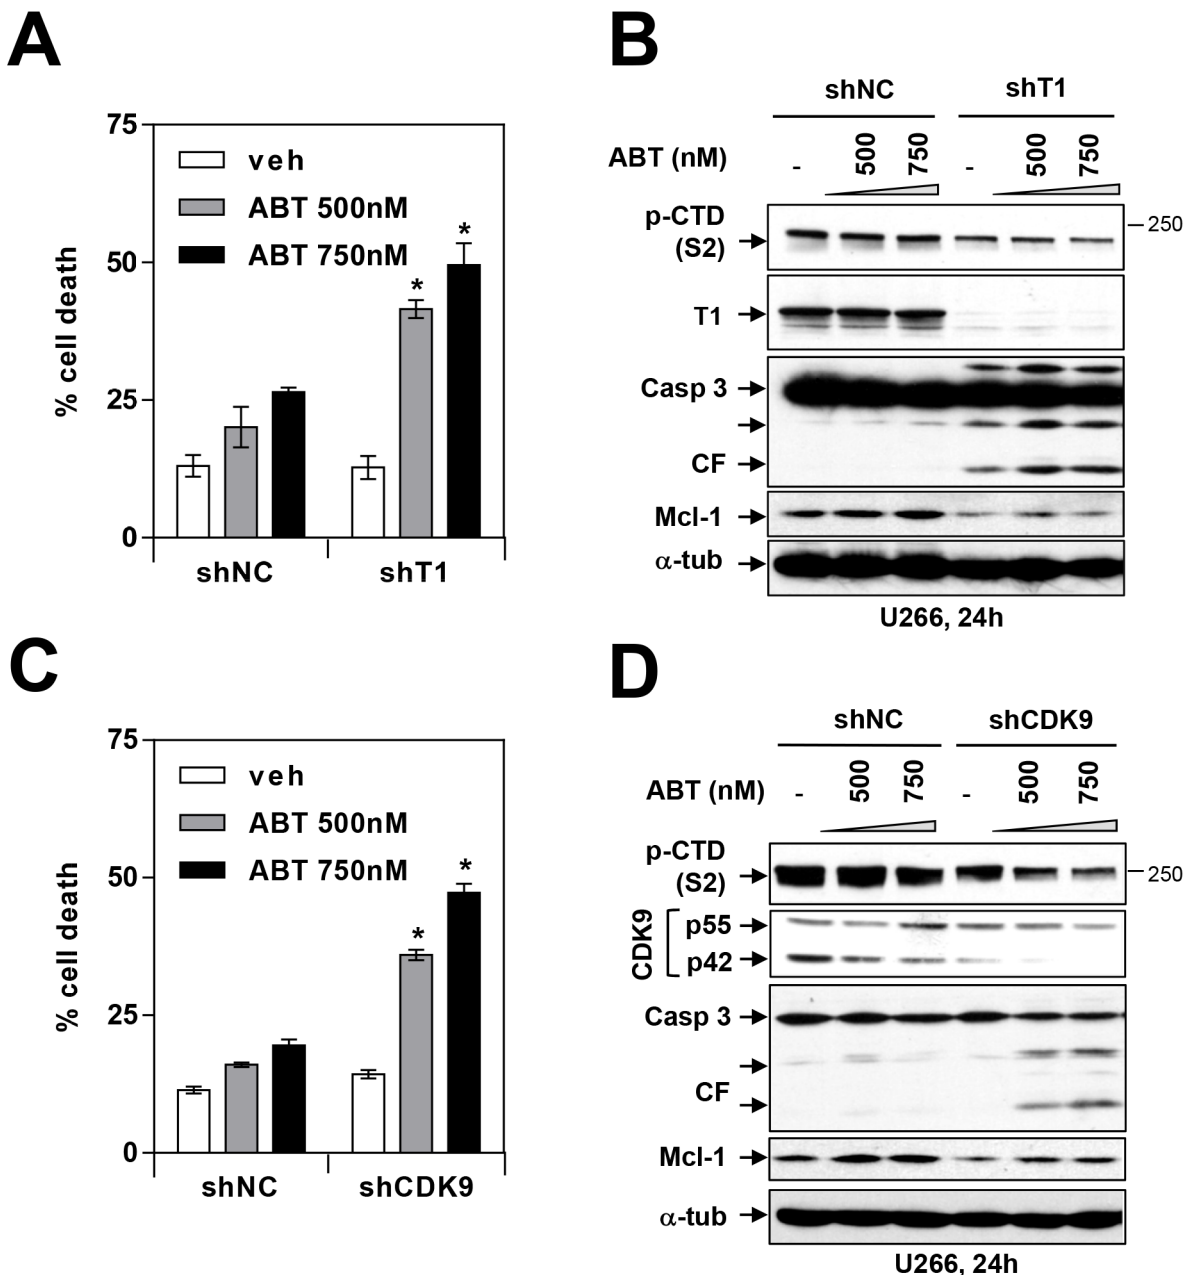 A
75
50
25
0
% cell death
veh
ABT 500nM
ABT 750nM
*
*
shNC
shT1
B
shNC
shT1
ABT (nM)
-
500
750
-
500
750
p-CTD
(S2)
250
T1
Casp 3
CF
Mcl-1
α-tub
U266, 24h
C
75
50
25
0
% cell death
veh
ABT 500nM
ABT 750nM
*
*
shNC
shCDK9
D
shNC
shCDK9
ABT (nM)
-
500
750
-
500
750
p-CTD
(S2)
250
CDK9
p55
p42
Casp 3
CF
Mcl-1
α-tub
U266, 24h